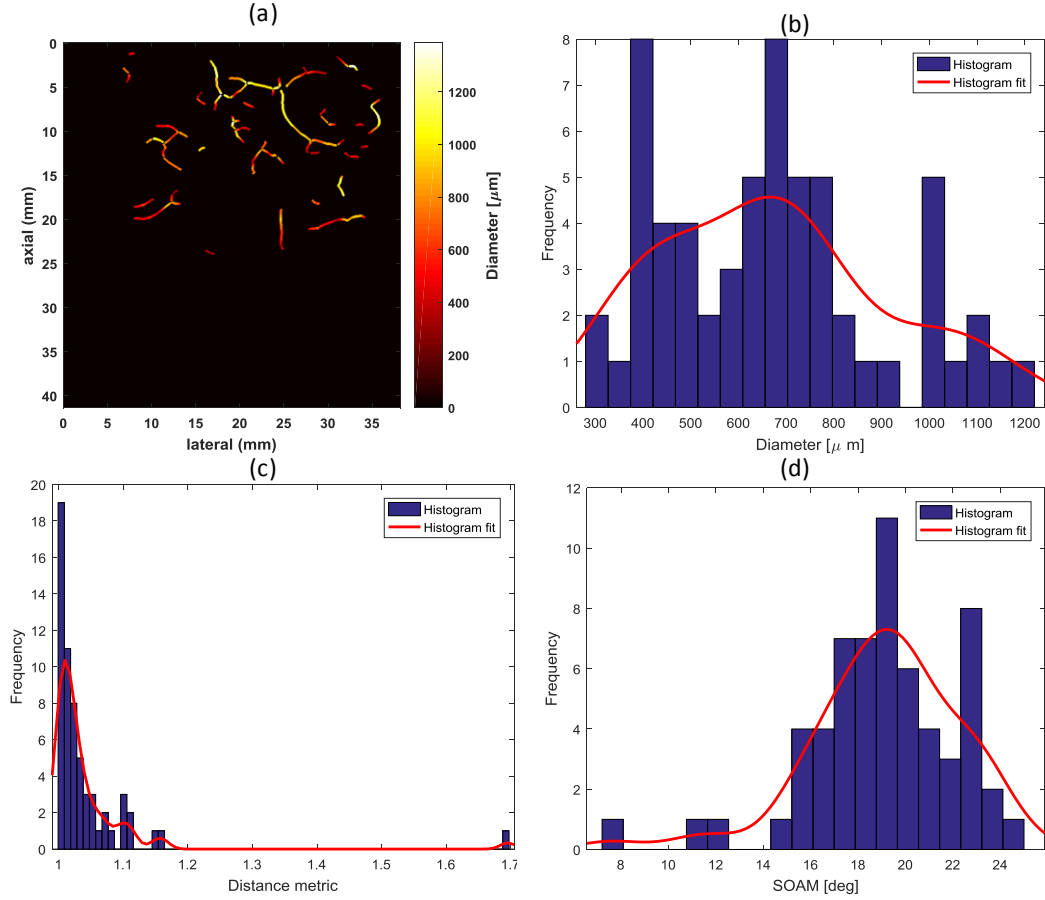 (a)
0
5
10
15
20
25
30
35
40
axial (mm)
0 5 10 15 20 25 30 35
lateral (mm)
1200
1000
800
600
400
200
0
Diameter [μm]
(b)
8
7
6
5
4
3
2
1
0
Frequency
Histogram
Histogram fit
300 400 500 600 700 800 900 1000 1100 1200
Diameter [μ m]
(c)
20
18
16
14
12
10
8
6
4
2
0
Frequency
Histogram
Histogram fit
1 1.1 1.2 1.3 1.4 1.5 1.6 1.7
Distance metric
(d)
12
10
8
6
4
2
0
Frequency
Histogram
Histogram fit
8 10 12 14 16 18 20 22 24
SOAM [deg]